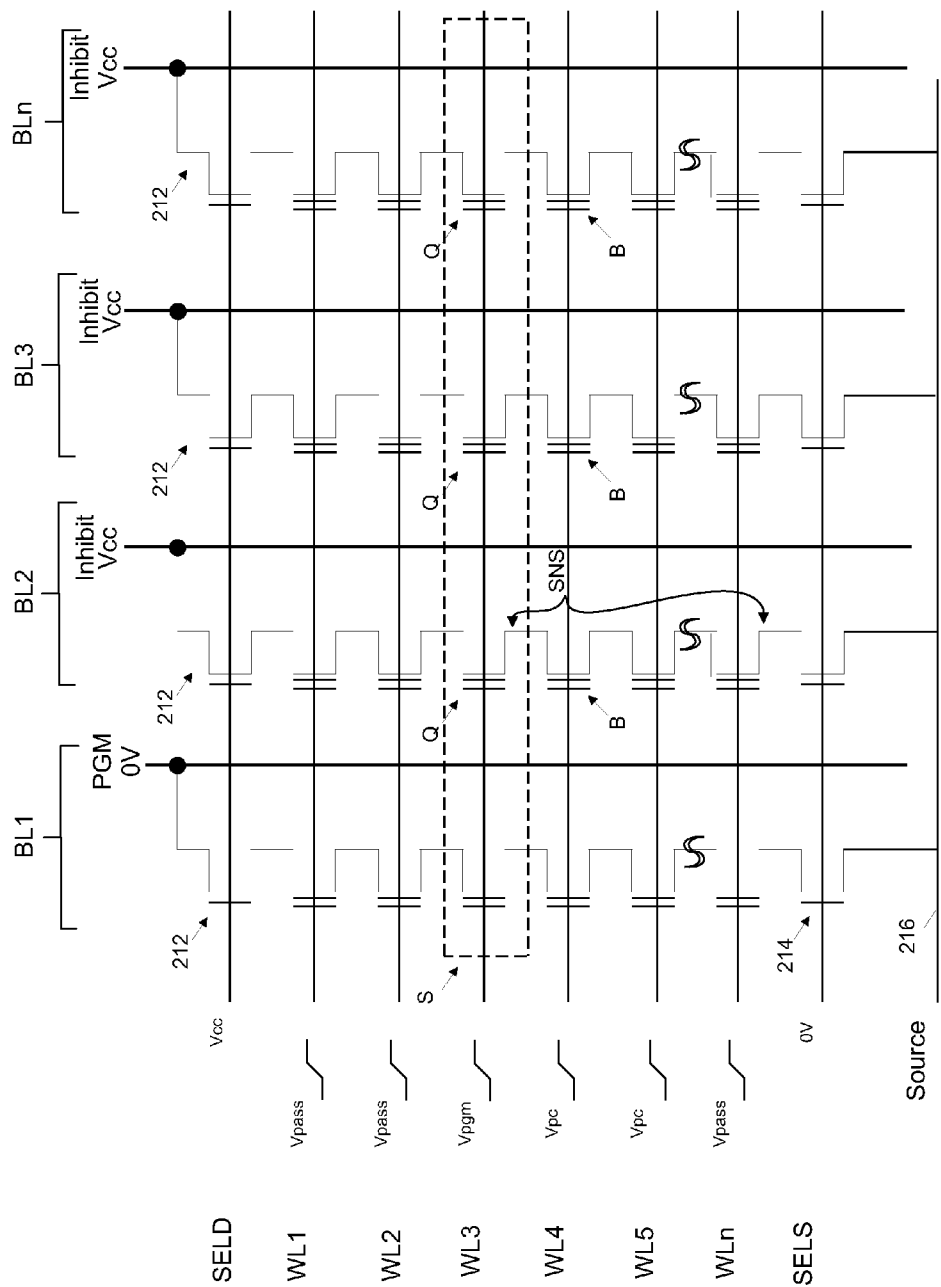 BL1
BL2
BL3
BLn
PGM
0V
Inhibit
Vcc
Inhibit
Vcc
Inhibit
Vcc
212
212
212
212
SELD
Vcc
WL1
Vpass
WL2
Vpass
S
Q
Q
Q
WL3
Vpgm
SNS
WL4
Vpc
B
B
B
WL5
Vpc
WLn
Vpass
214
SELS
0V
216
Source